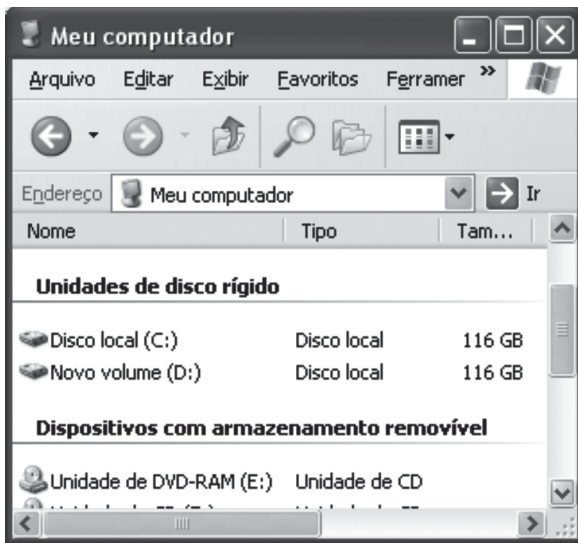 Meu computador
Arquivo Editar Exibir Favoritos Ferramer »
Endereço Meu computador Ir
Nome Tipo Tam...
Unidades de disco rígido
Disco local (C:) Disco local 116 GB
Novo volume (D:) Disco local 116 GB
Dispositivos com armazenamento removível
Unidade de DVD-RAM (E:) Unidade de CD